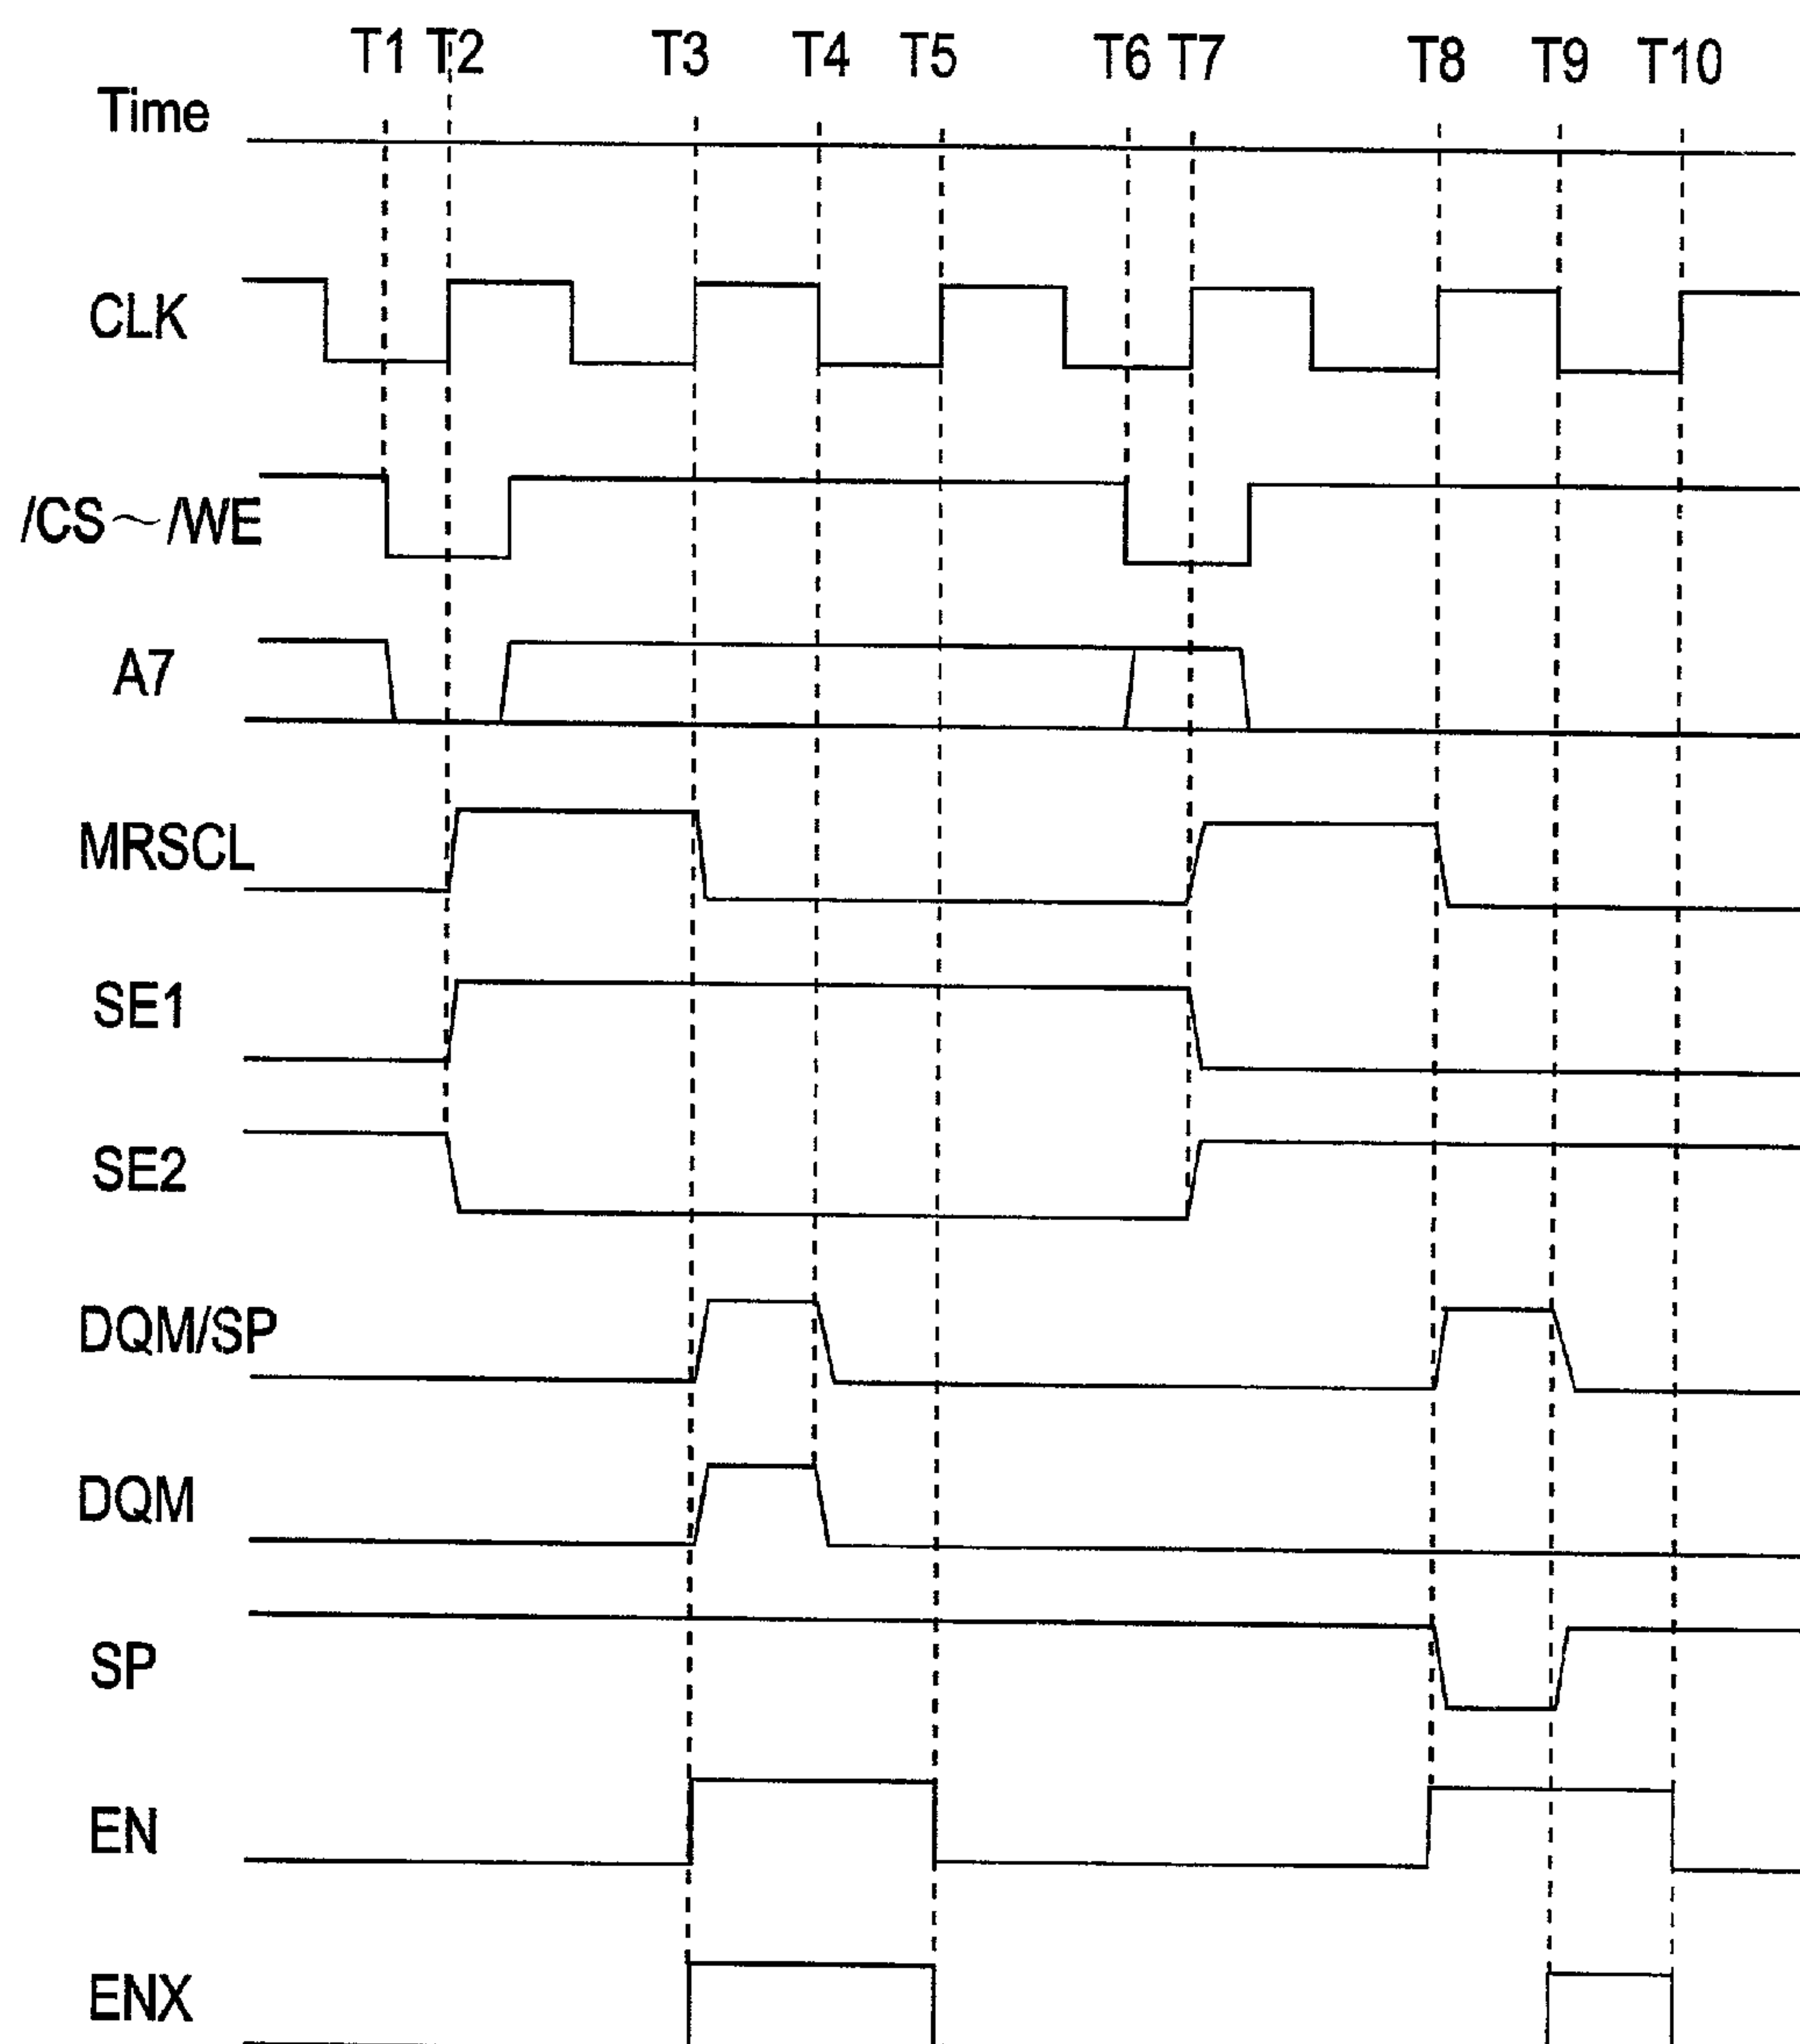 T1 T2 T3 T4 T5 T6 T7 T8 T9 T10
Time
CLK
/CS～/WE
A7
MRSCL
SE1
SE2
DQM/SP
DQM
SP
EN
ENX